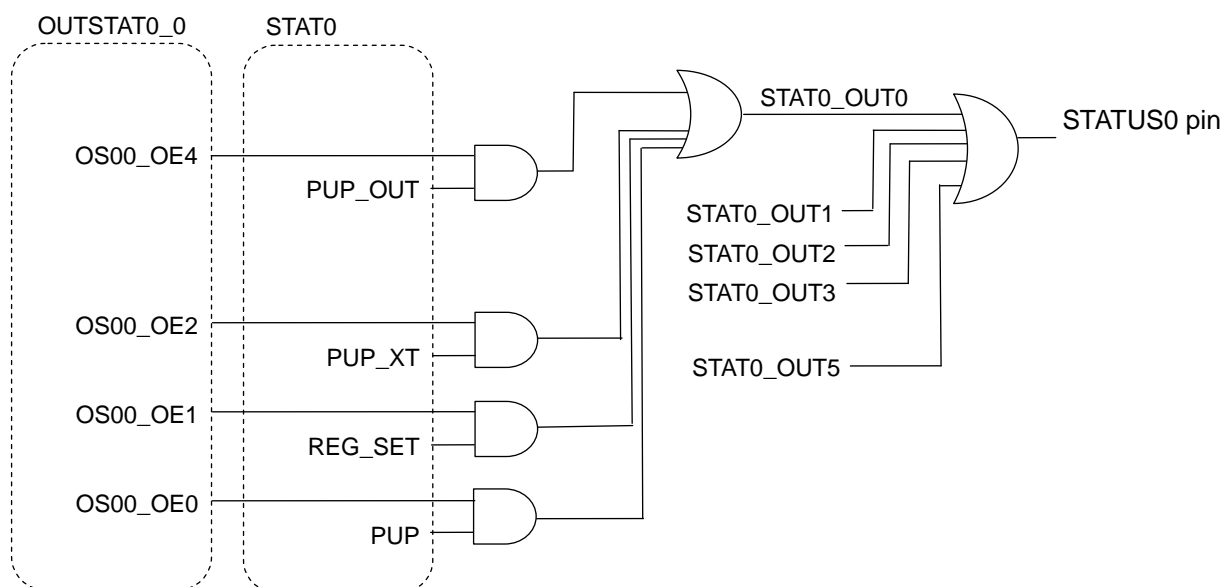 OUTSTAT0_0
STAT0
STAT0_OUT0
STATUS0 pin
OS00_OE4
PUP_OUT
STAT0_OUT1
STAT0_OUT2
STAT0_OUT3
OS00_OE2
PUP_XT
STAT0_OUT5
OS00_OE1
REG_SET
OS00_OE0
PUP